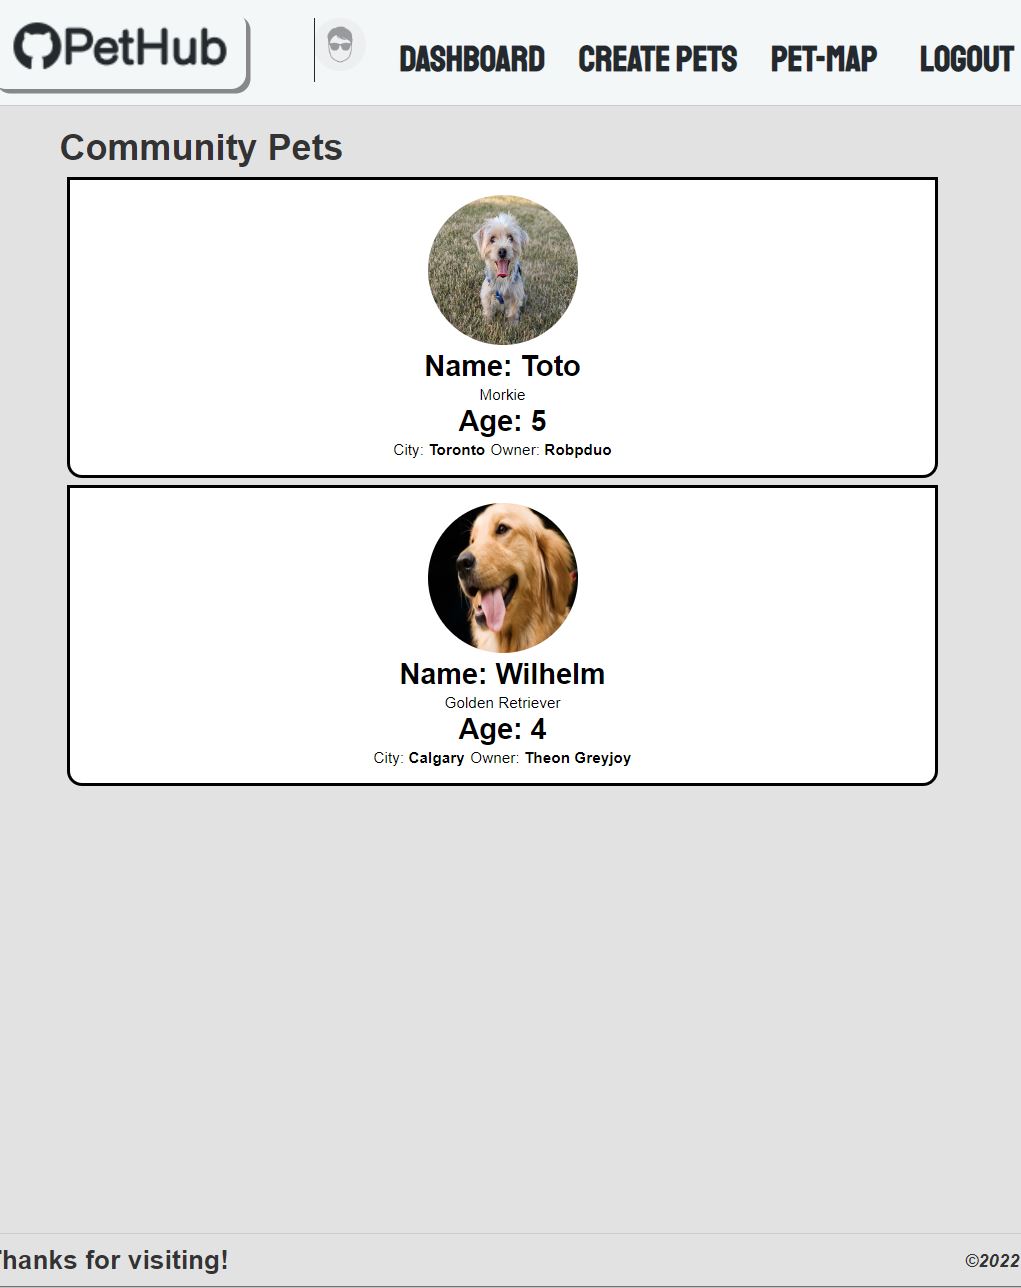 PetHub
DASHBOARD CREATE PETS PET-MAP LOGOUT
Community Pets
Name: Toto
Morkie
Age: 5
City: Toronto Owner: Robpduo
Name: Wilhelm
Golden Retriever
Age: 4
City: Calgary Owner: Theon Greyjoy
Thanks for visiting! ©2022